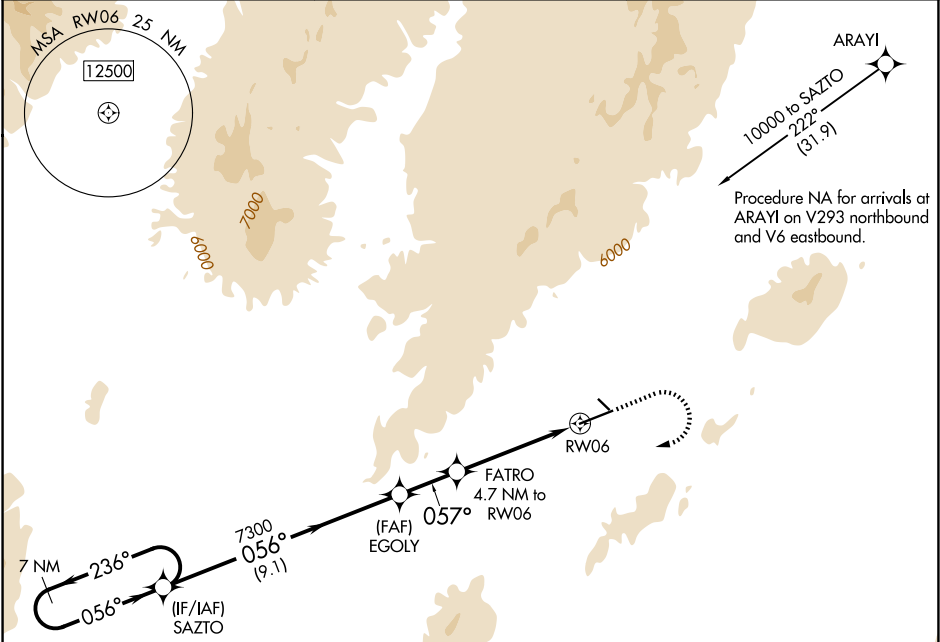 MSA RW06 25 NM
12500
ARAYI
10000 to SAZTO
222°
(31.9)
Procedure NA for arrivals at
ARAYI on V293 northbound
and V6 eastbound.
7000
6000
6000
RW06
FATRO
4.7 NM to
RW06
057°
(FAF)
EGOLY
7300
056°
(9.1)
7 NM
236°
056°
(IF/IAF)
SAZTO